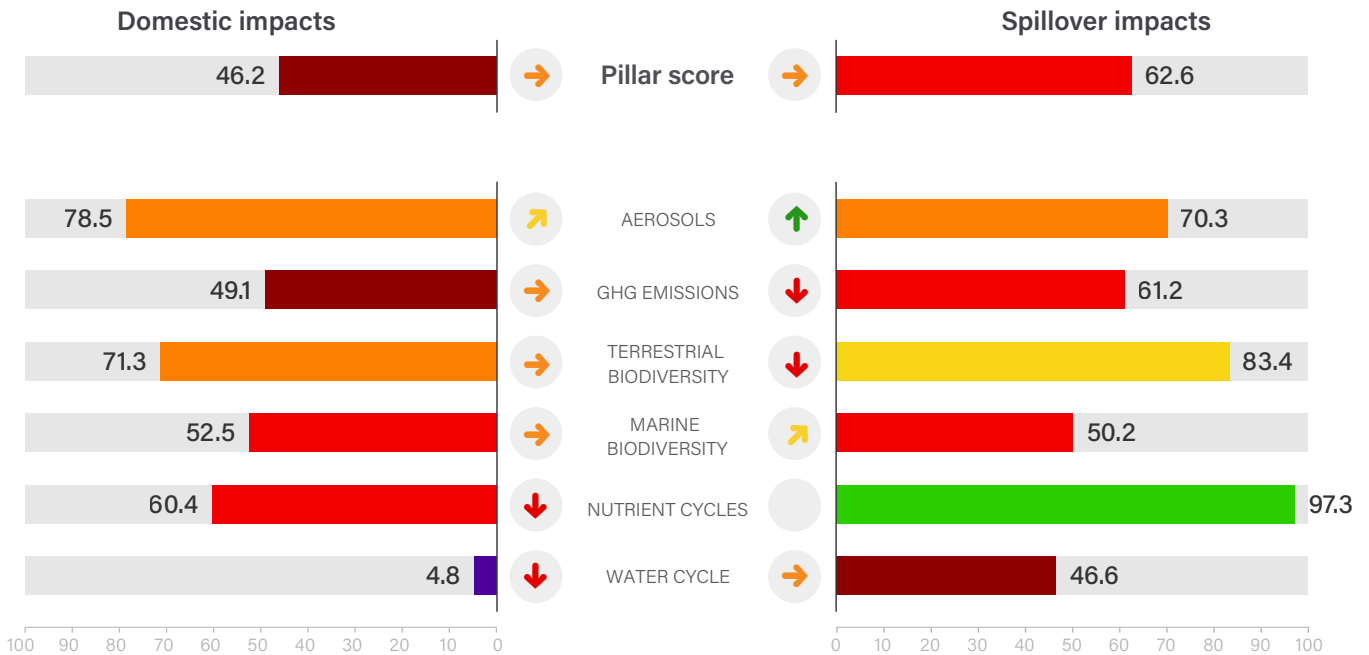 Domestic impacts
Spillover impacts
46.2
Pillar score
62.6
78.5
AEROSOLS
70.3
49.1
GHG EMISSIONS
61.2
71.3
TERRESTRIAL
BIODIVERSITY
83.4
52.5
MARINE
BIODIVERSITY
50.2
60.4
NUTRIENT CYCLES
97.3
4.8
WATER CYCLE
46.6
100 90 80 70 60 50 40 30 20 10 0
0 10 20 30 40 50 60 70 80 90 100